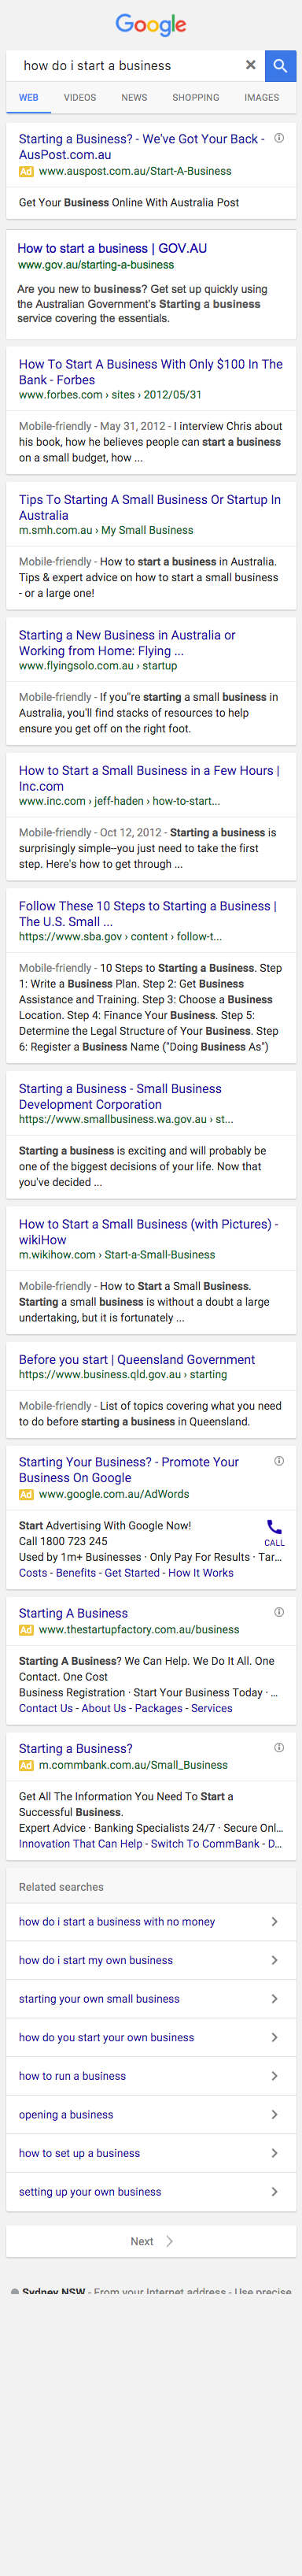 Google
how do i start a business
WEB VIDEOS NEWS SHOPPING IMAGES
Starting a Business? - We've Got Your Back -
AusPost.com.au
Ad www.auspost.com.au/Start-A-Business
Get Your Business Online With Australia Post
How to start a business | GOV.AU
www.gov.au/starting-a-business
Are you new to business? Get set up quickly using
the Australian Government's Starting a business
service covering the essentials.
How To Start A Business With Only $100 In The
Bank - Forbes
www.forbes.com › sites › 2012/05/31
Mobile-friendly - May 31, 2012 - I interview Chris about
his book, how he believes people can start a business
on a small budget, how ...
Tips To Starting A Small Business Or Startup In
Australia
m.smh.com.au › My Small Business
Mobile-friendly - How to start a business in Australia.
Tips & expert advice on how to start a small business
- or a large one!
Starting a New Business in Australia or
Working from Home: Flying ...
www.flyingsolo.com.au › startup
Mobile-friendly - If you"re starting a small business in
Australia, you'll find stacks of resources to help
ensure you get off on the right foot.
How to Start a Small Business in a Few Hours |
Inc.com
www.inc.com › jeff-haden › how-to-start...
Mobile-friendly - Oct 12, 2012 - Starting a business is
surprisingly simple--you just need to take the first
step. Here's how to get through ...
Follow These 10 Steps to Starting a Business |
The U.S. Small ...
https://www.sba.gov › content › follow-t...
Mobile-friendly - 10 Steps to Starting a Business. Step
1: Write a Business Plan. Step 2: Get Business
Assistance and Training. Step 3: Choose a Business
Location. Step 4: Finance Your Business. Step 5:
Determine the Legal Structure of Your Business. Step
6: Register a Business Name ("Doing Business As")
Starting a Business - Small Business
Development Corporation
https://www.smallbusiness.wa.gov.au › st...
Starting a business is exciting and will probably be
one of the biggest decisions of your life. Now that
you've decided ...
How to Start a Small Business (with Pictures) -
wikiHow
m.wikihow.com › Start-a-Small-Business
Mobile-friendly - How to Start a Small Business.
Starting a small business is without a doubt a large
undertaking, but it is fortunately ...
Before you start | Queensland Government
https://www.business.qld.gov.au › starting
Mobile-friendly - List of topics covering what you need
to do before starting a business in Queensland.
Starting Your Business? - Promote Your
Business On Google
Ad www.google.com.au/AdWords
Start Advertising With Google Now!
Call 1800 723 245
CALL
Used by 1m+ Businesses · Only Pay For Results · Tar...
Costs - Benefits - Get Started - How It Works
Starting A Business
Ad www.thestartupfactory.com.au/business
Starting A Business? We Can Help. We Do It All. One
Contact. One Cost
Business Registration · Start Your Business Today · ...
Contact Us - About Us - Packages - Services
Starting a Business?
Ad m.commbank.com.au/Small_Business
Get All The Information You Need To Start a
Successful Business.
Expert Advice · Banking Specialists 24/7 · Secure Onl...
Innovation That Can Help - Switch To CommBank - D...
Related searches
how do i start a business with no money
how do i start my own business
starting your own small business
how do you start your own business
how to run a business
opening a business
how to set up a business
setting up your own business
Next
Sydney NSW - From your Internet address - Use precise